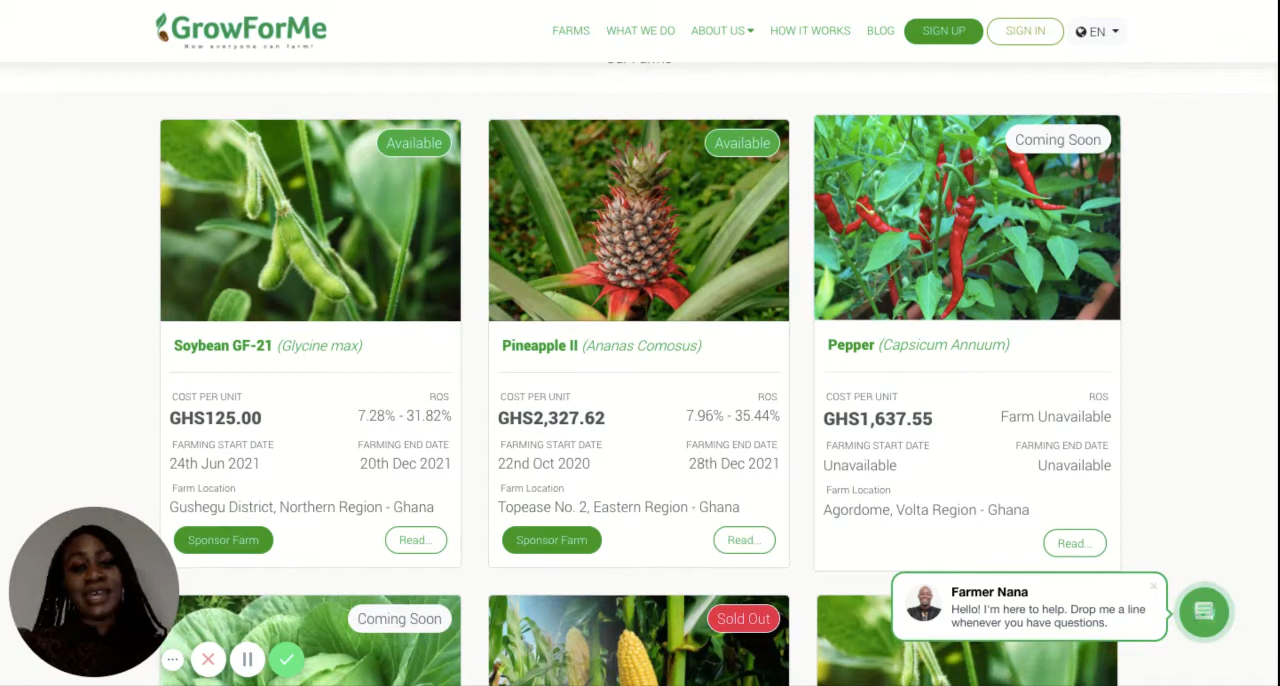 GrowForMe
Now everyone can farm!
FARMS
WHAT WE DO
ABOUT US
HOW IT WORKS
BLOG
SIGN UP
SIGN IN
EN
Available
Soybean GF-21 (Glycine max)
COST PER UNIT
ROS
GHS125.00
7.28% - 31.82%
FARMING START DATE
FARMING END DATE
24th Jun 2021
20th Dec 2021
Farm Location
Gushegu District, Northern Region - Ghana
Sponsor Farm
Read...
Available
Pineapple II (Ananas Comosus)
COST PER UNIT
ROS
GHS2,327.62
7.96% - 35.44%
FARMING START DATE
FARMING END DATE
22nd Oct 2020
28th Dec 2021
Farm Location
Topease No. 2, Eastern Region - Ghana
Sponsor Farm
Read...
Coming Soon
Pepper (Capsicum Annuum)
COST PER UNIT
ROS
GHS1,637.55
Farm Unavailable
FARMING START DATE
FARMING END DATE
Unavailable
Unavailable
Farm Location
Agordome, Volta Region - Ghana
Read...
Coming Soon
Sold Out
Farmer Nana
Hello! I'm here to help. Drop me a line
whenever you have questions.